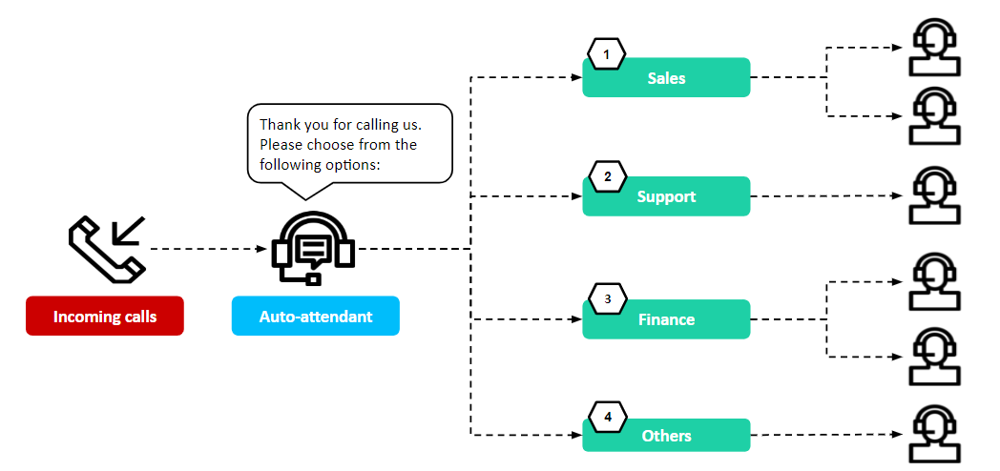 Thank you for calling us.
Please choose from the
following options:
Incoming calls
Auto-attendant
1
Sales
2
Support
3
Finance
4
Others